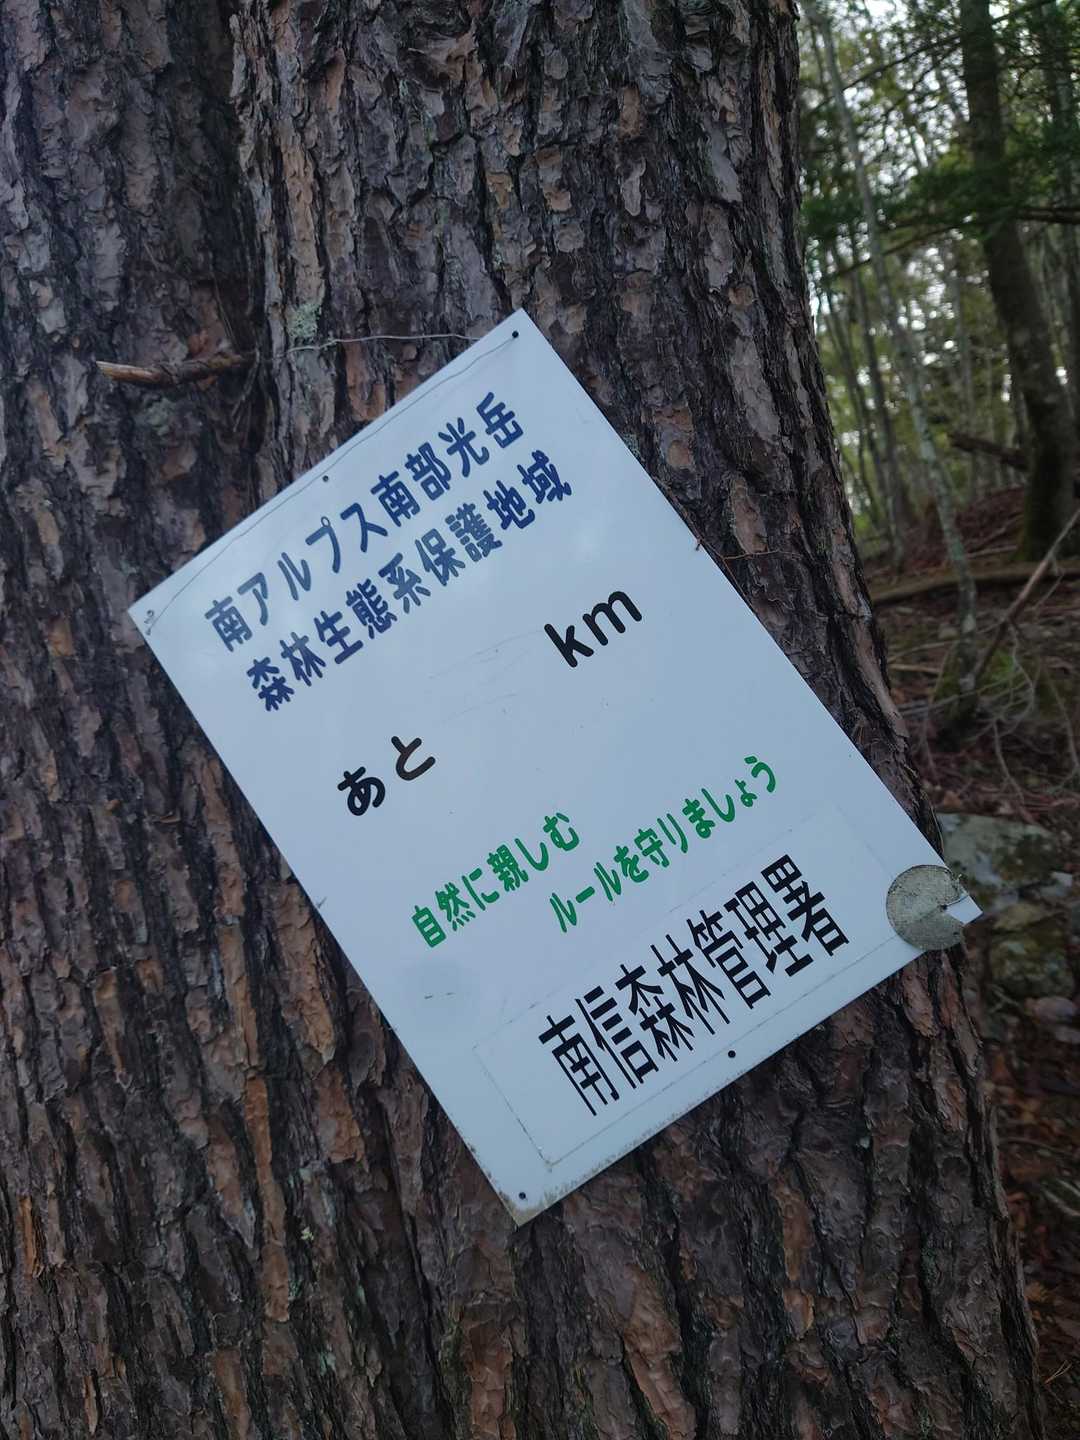 南アルプス南部光岳
森林生態系保護地域
あと km
自然に親しむ
ルールを守りましょう
南信森林管理署